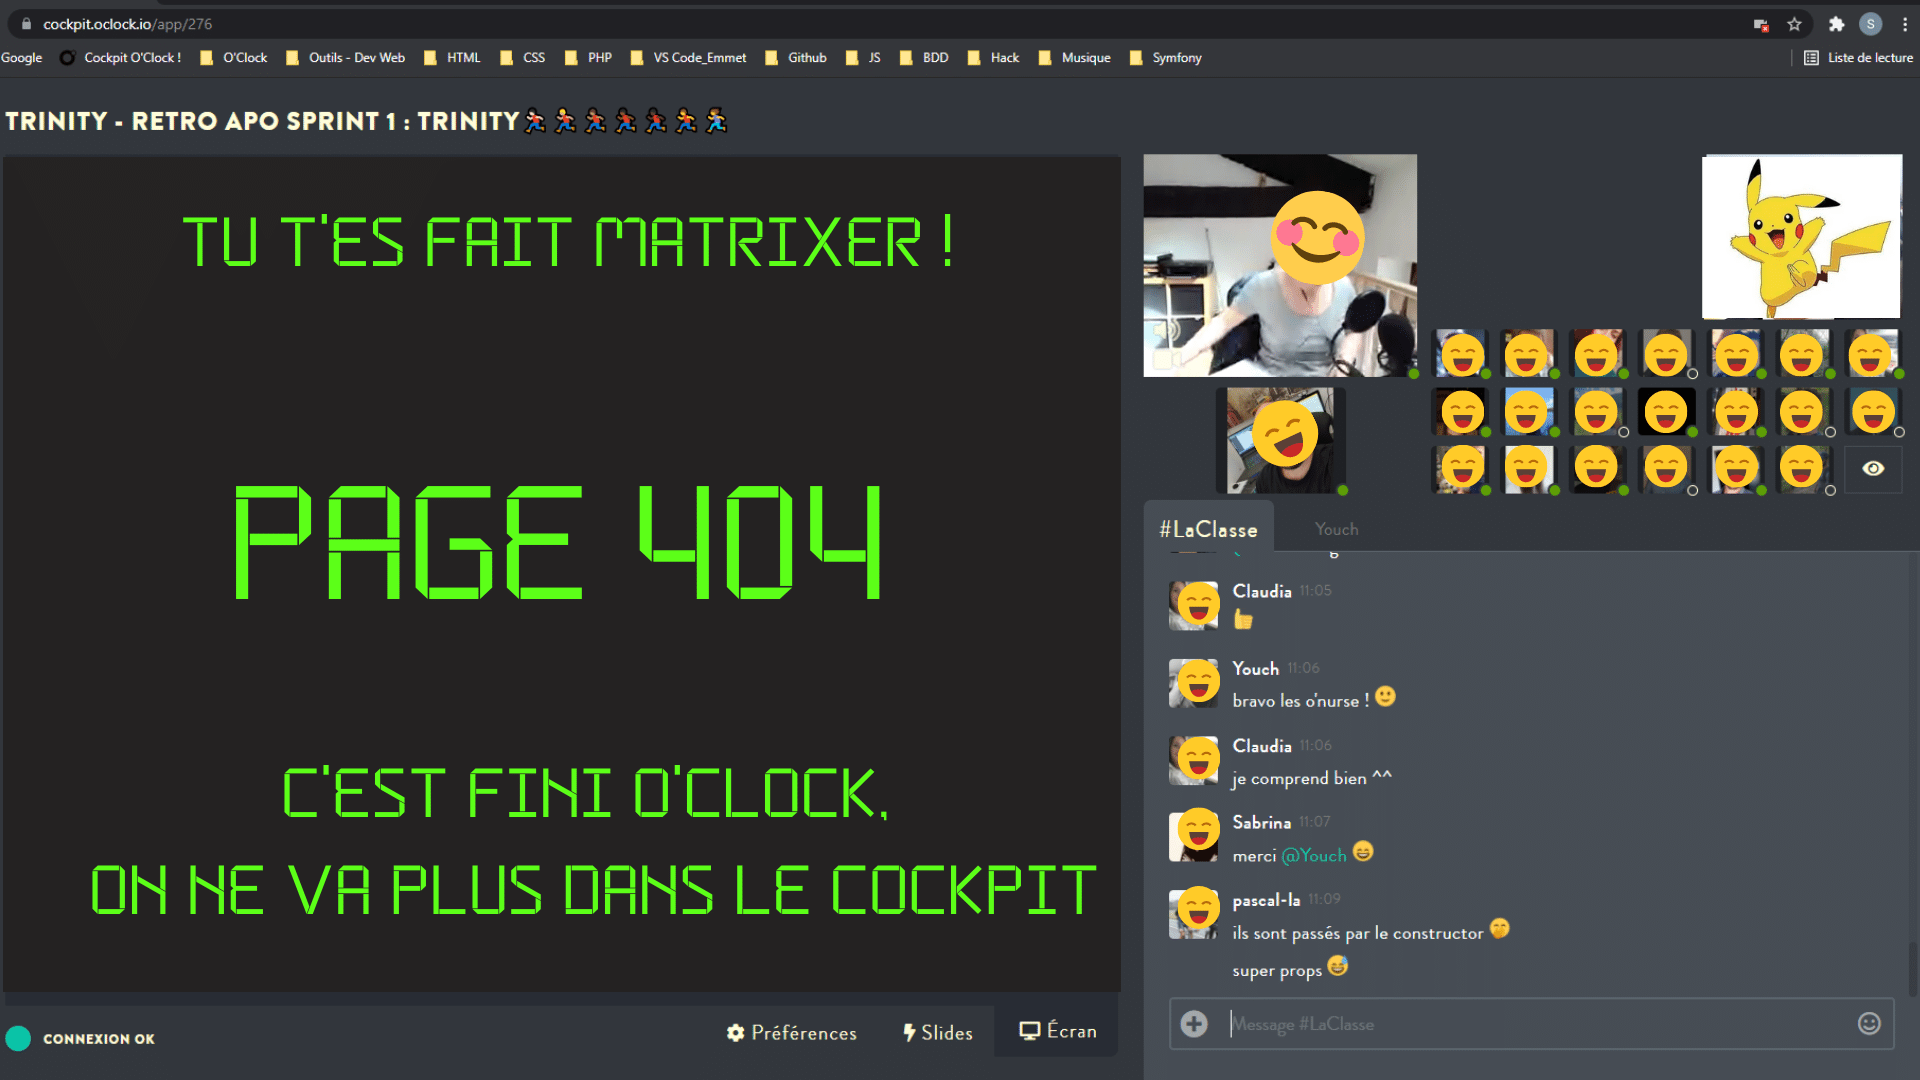 cockpit.oclock.io/app/276
S
Google
Cockpit O'Clock !
O'Clock
Outils - Dev Web
HTML
CSS
PHP
VS Code_Emmet
Github
JS
BDD
Hack
Musique
Symfony
Liste de lecture
TRINITY - RETRO APO SPRINT 1 : TRINITY
TU T'ES FAIT MATRIXER !
PAGE 404
C'EST FINI O'CLOCK,
ON NE VA PLUS DANS LE COCKPIT
CONNEXION OK
Préférences
Slides
Écran
#LaClasse
Youch
Claudia 11:05
Youch 11:06
bravo les o'nurse !
Claudia 11:06
je comprend bien ^^
Sabrina 11:07
merci @Youch
pascal-la 11:09
ils sont passés par le constructor
super props
Message #LaClasse